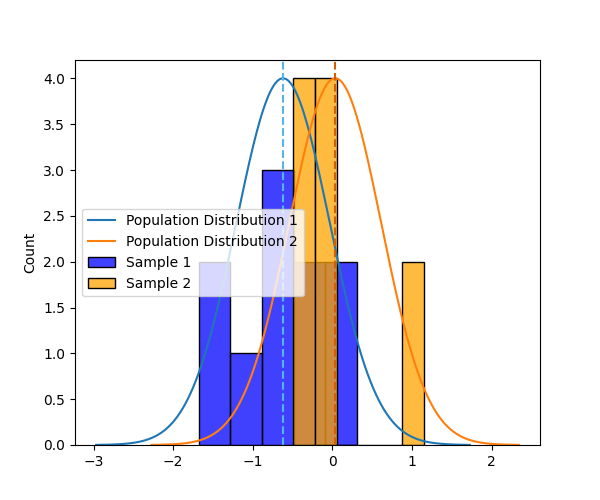 4.0
3.5
3.0
2.5
2.0
1.5
1.0
0.5
0.0
Count
Population Distribution 1
Population Distribution 2
Sample 1
Sample 2
−3 −2 −1 0 1 2